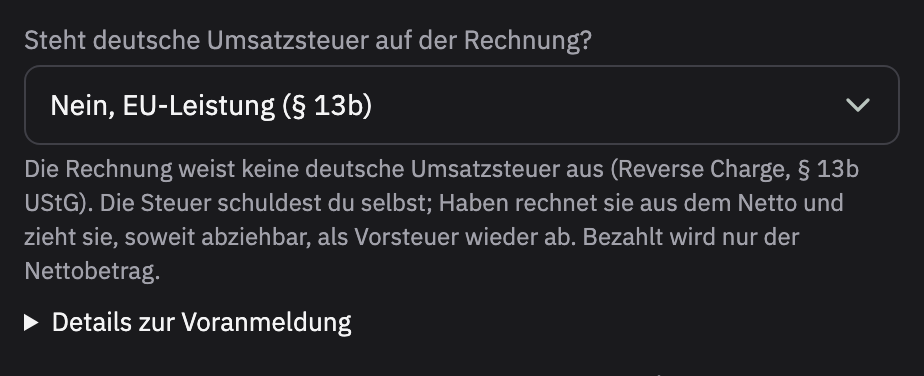 Steht deutsche Umsatzsteuer auf der Rechnung?
Nein, EU-Leistung (§ 13b)
Die Rechnung weist keine deutsche Umsatzsteuer aus (Reverse Charge, § 13b
UStG). Die Steuer schuldest du selbst; Haben rechnet sie aus dem Netto und
zieht sie, soweit abziehbar, als Vorsteuer wieder ab. Bezahlt wird nur der
Nettobetrag.
Details zur Voranmeldung